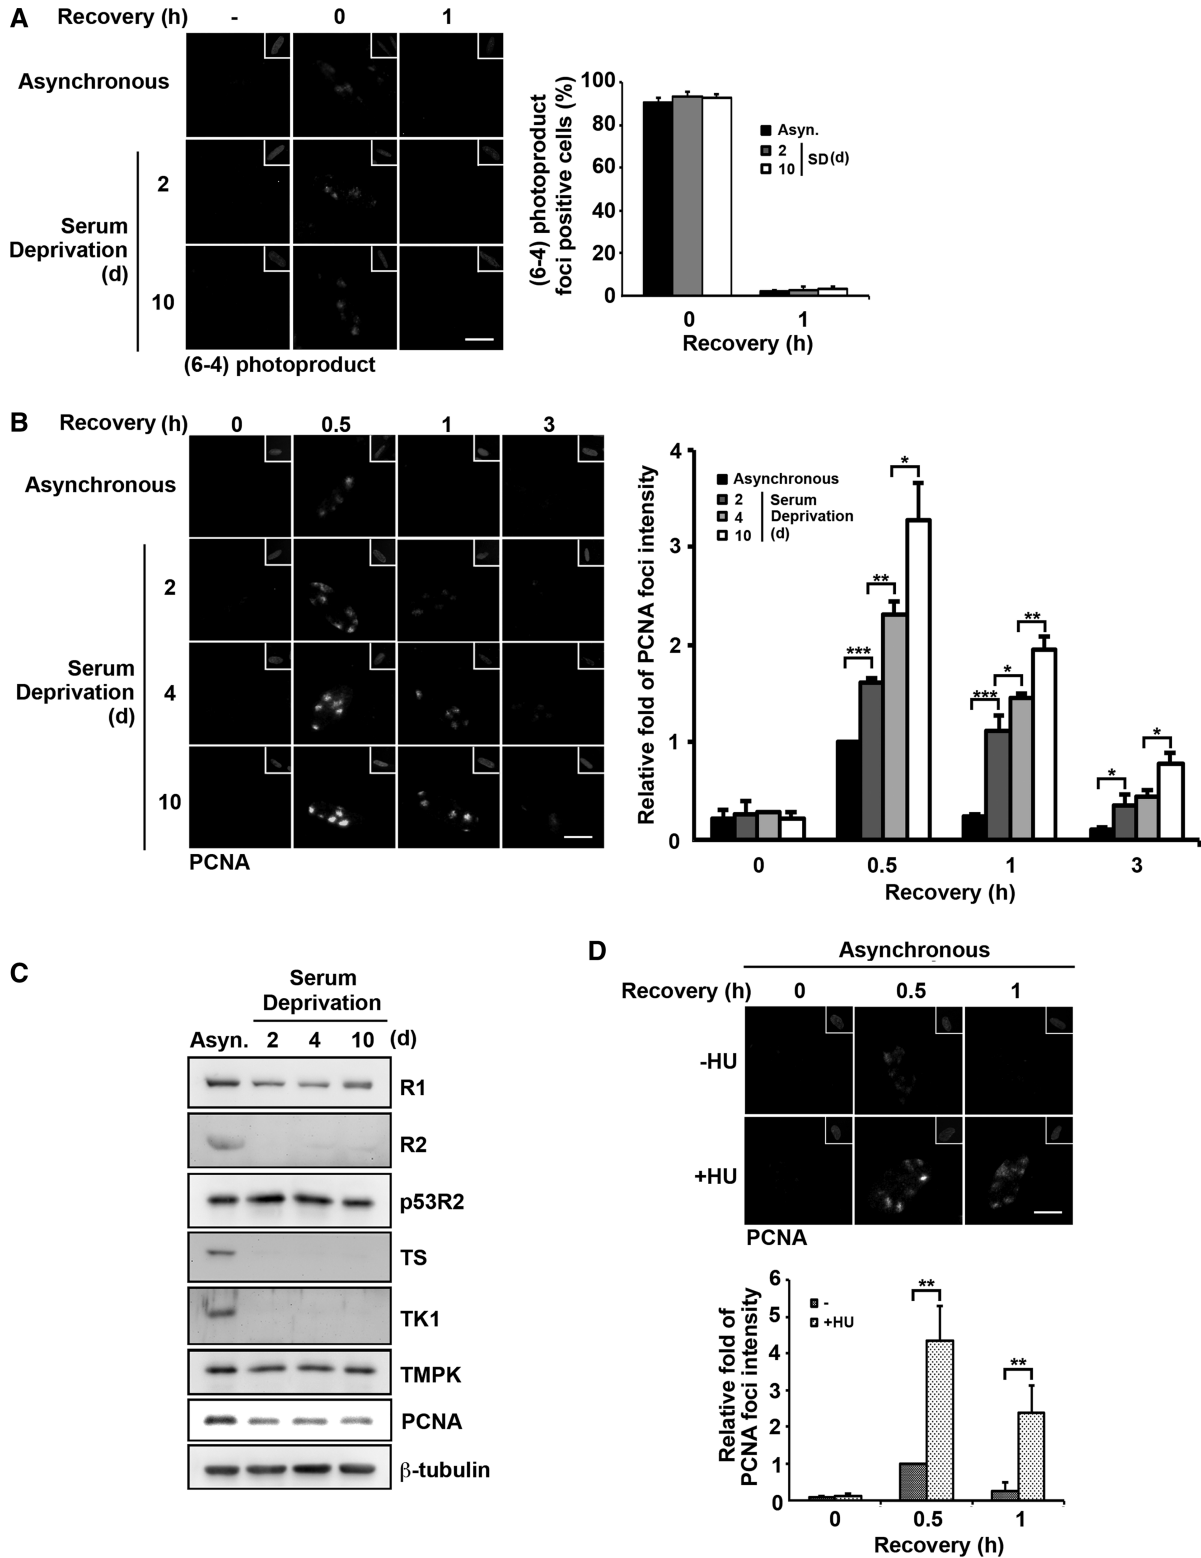 A
Recovery (h) - 0 1
Asynchronous
2
Serum
Deprivation
(d)
10
(6-4) photoproduct
(6-4) photoproduct
foci positive cells (%)
100
80
60
40
20
0
Asyn.
2
10
SD(d)
0 1
Recovery (h)
B
Recovery (h) 0 0.5 1 3
Asynchronous
2
Serum
Deprivation
(d)
4
10
PCNA
Relative fold of PCNA foci intensity
4
3
2
1
0
Asynchronous
2
4
10
Serum
Deprivation
(d)
***
**
*
***
*
**
*
*
0 0.5 1 3
Recovery (h)
C
Serum
Deprivation
Asyn. 2 4 10 (d)
R1
R2
p53R2
TS
TK1
TMPK
PCNA
β-tubulin
D
Asynchronous
Recovery (h) 0 0.5 1
-HU
+HU
PCNA
Relative fold of
PCNA foci intensity
6
5
4
3
2
1
0
-
+HU
**
**
0 0.5 1
Recovery (h)